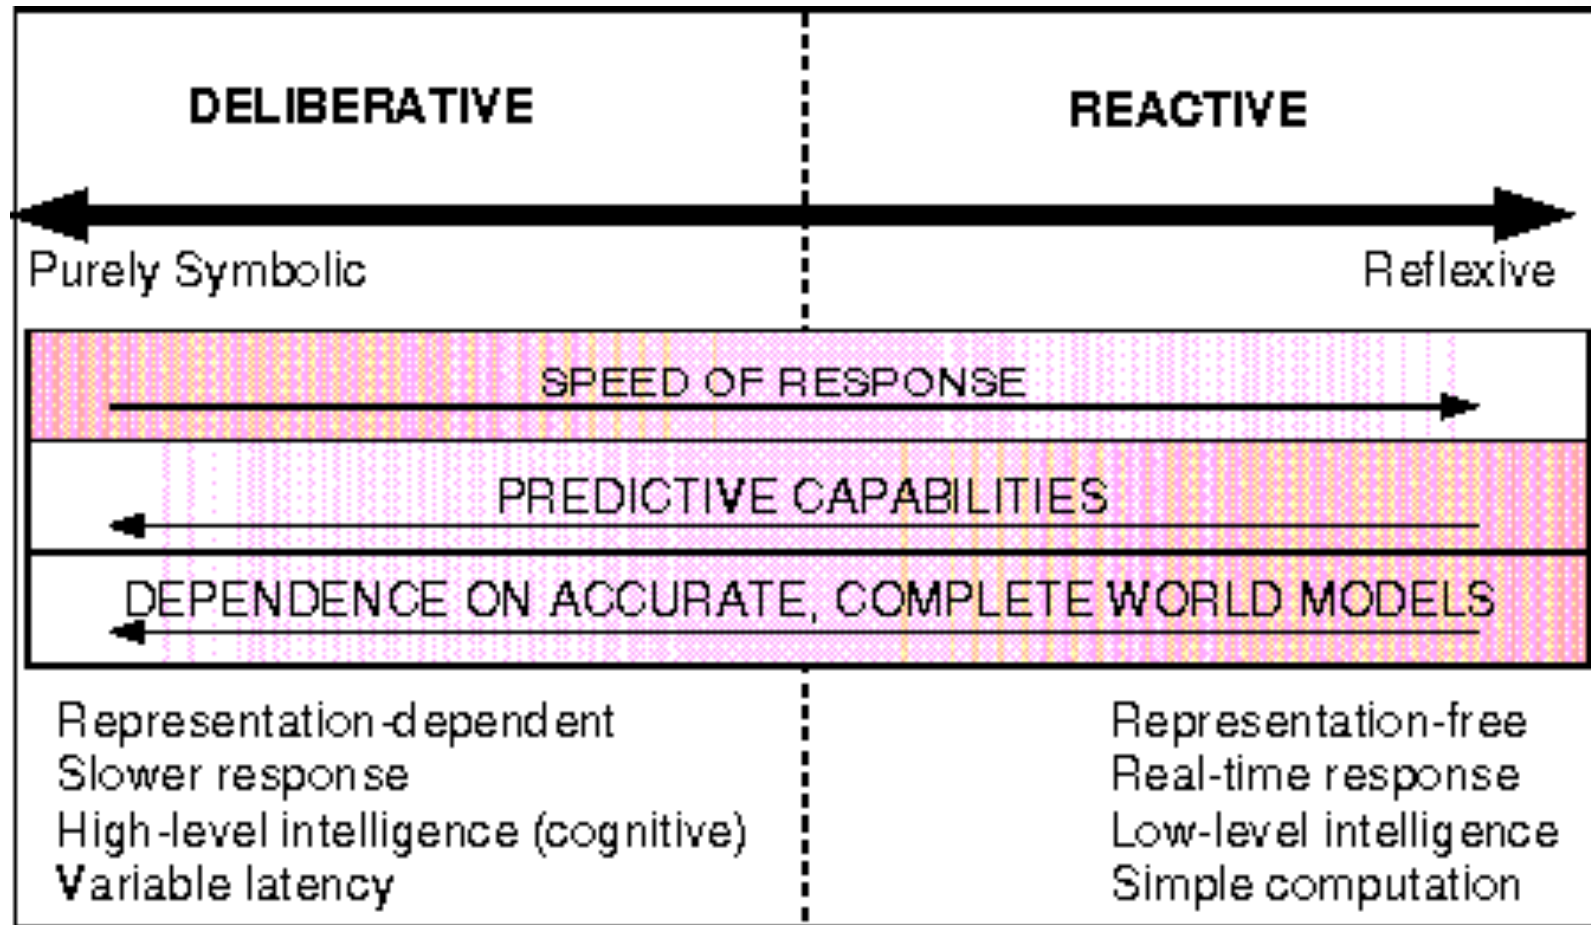 DELIBERATIVE
REACTIVE
Purely Symbolic
Reflexive
SPEED OF RESPONSE
PREDICTIVE CAPABILITIES
DEPENDENCE ON ACCURATE, COMPLETE WORLD MODELS
Representation-dependent
Slower response
High-level intelligence (cognitive)
Variable latency
Representation-free
Real-time response
Low-level intelligence
Simple computation